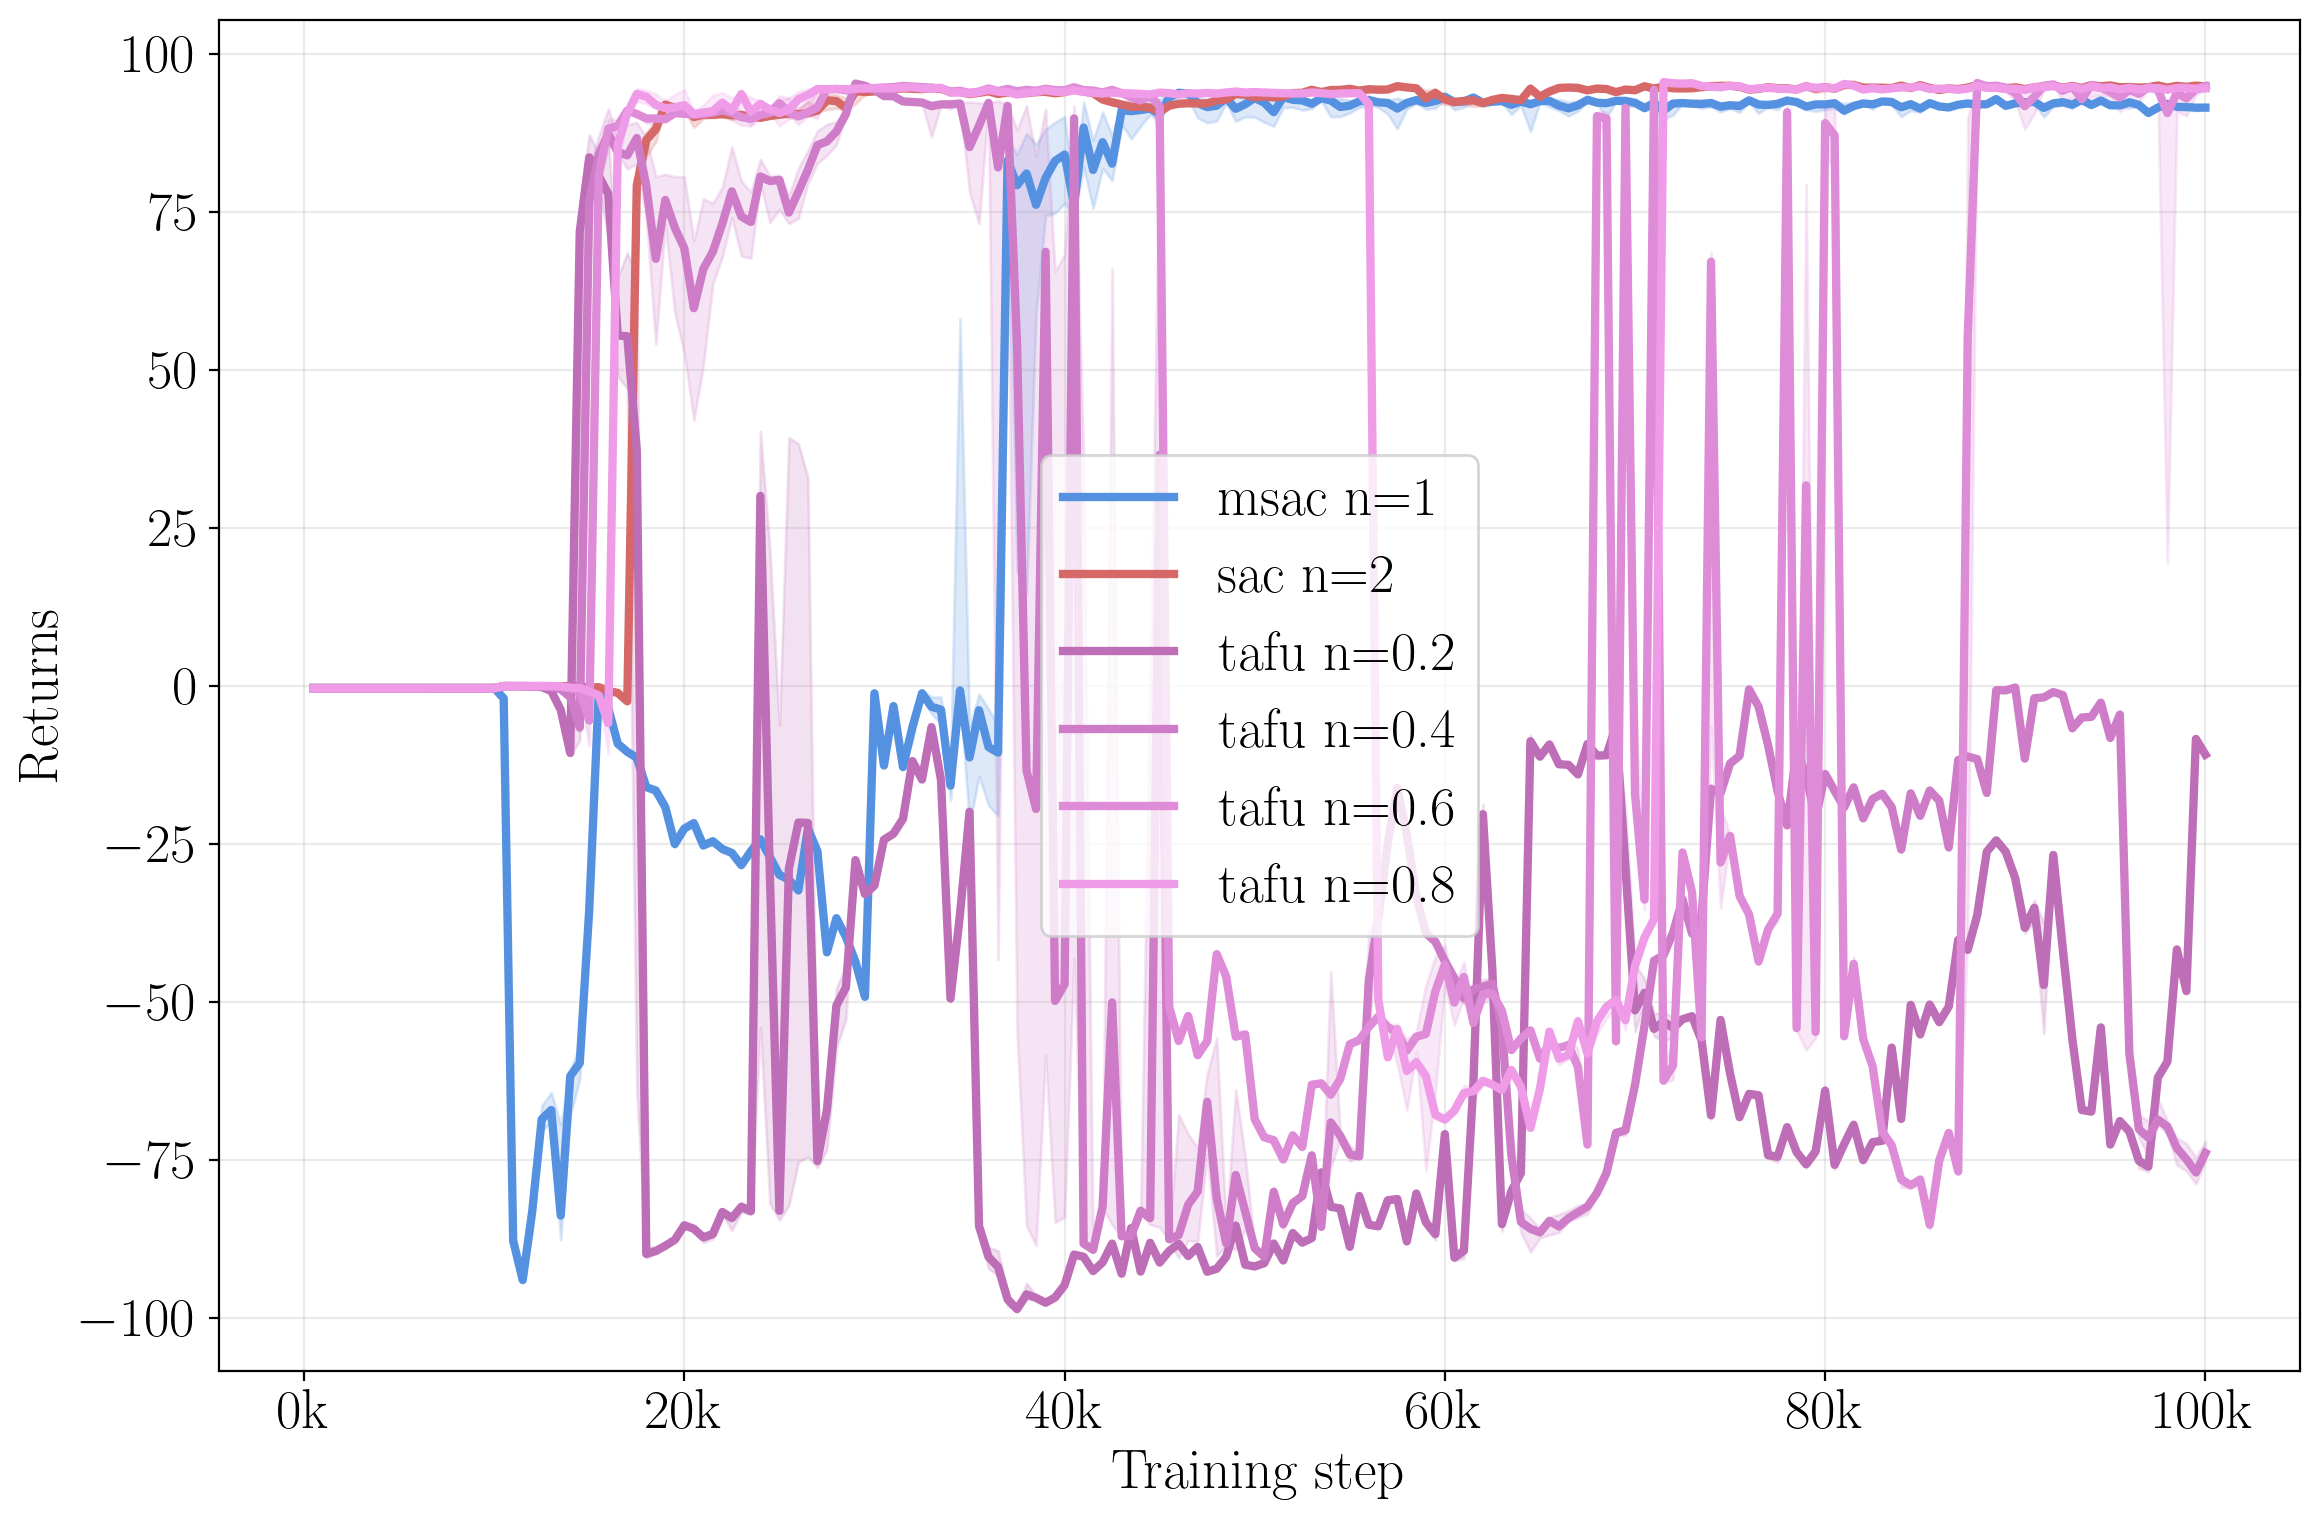 100
75
50
25
0
−25
−50
−75
−100
Returns
msac n=1
sac n=2
tafu n=0.2
tafu n=0.4
tafu n=0.6
tafu n=0.8
0k 20k 40k 60k 80k 100k
Training step